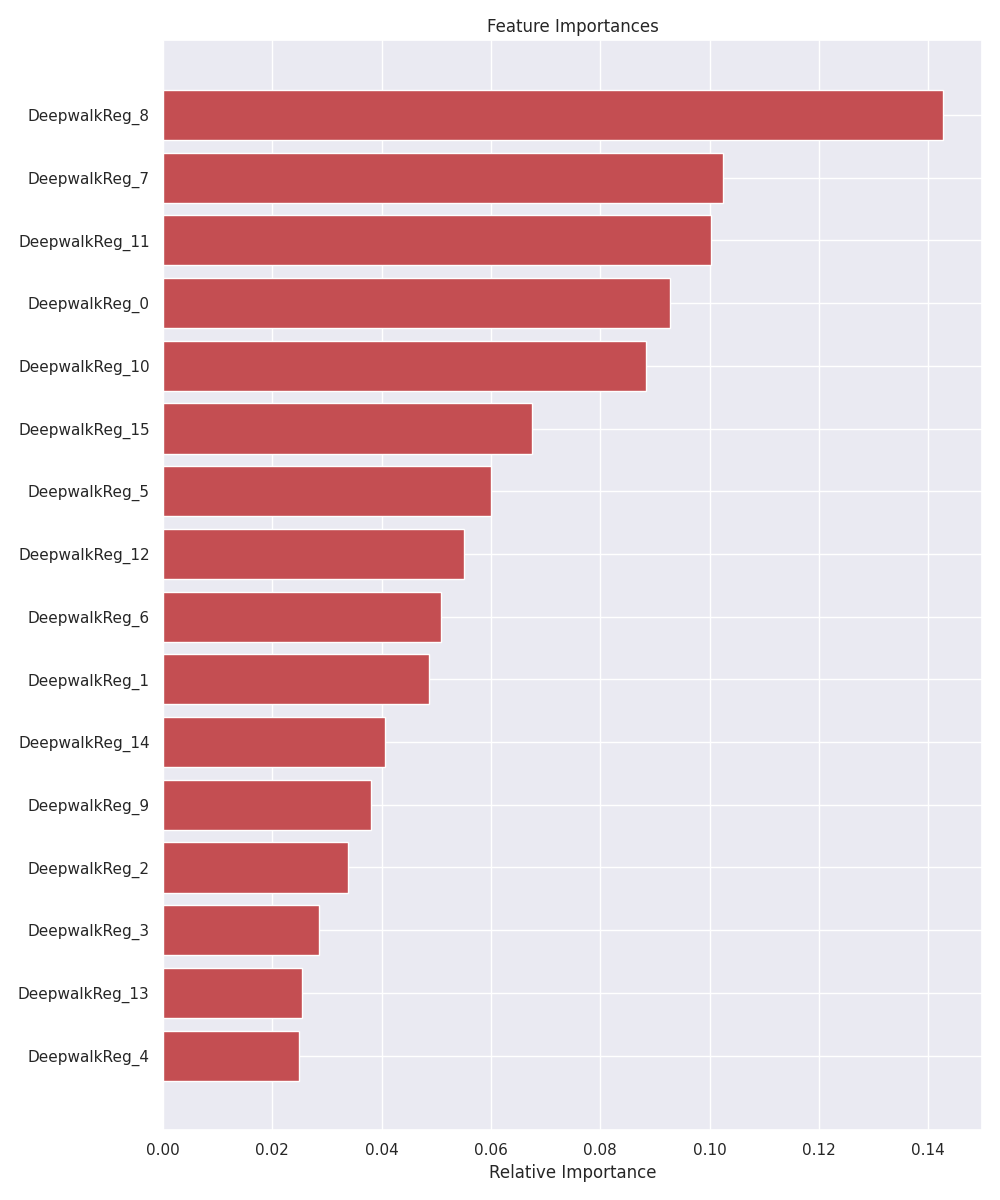 Feature Importances
DeepwalkReg_8
DeepwalkReg_7
DeepwalkReg_11
DeepwalkReg_0
DeepwalkReg_10
DeepwalkReg_15
DeepwalkReg_5
DeepwalkReg_12
DeepwalkReg_6
DeepwalkReg_1
DeepwalkReg_14
DeepwalkReg_9
DeepwalkReg_2
DeepwalkReg_3
DeepwalkReg_13
DeepwalkReg_4
0.00 0.02 0.04 0.06 0.08 0.10 0.12 0.14
Relative Importance